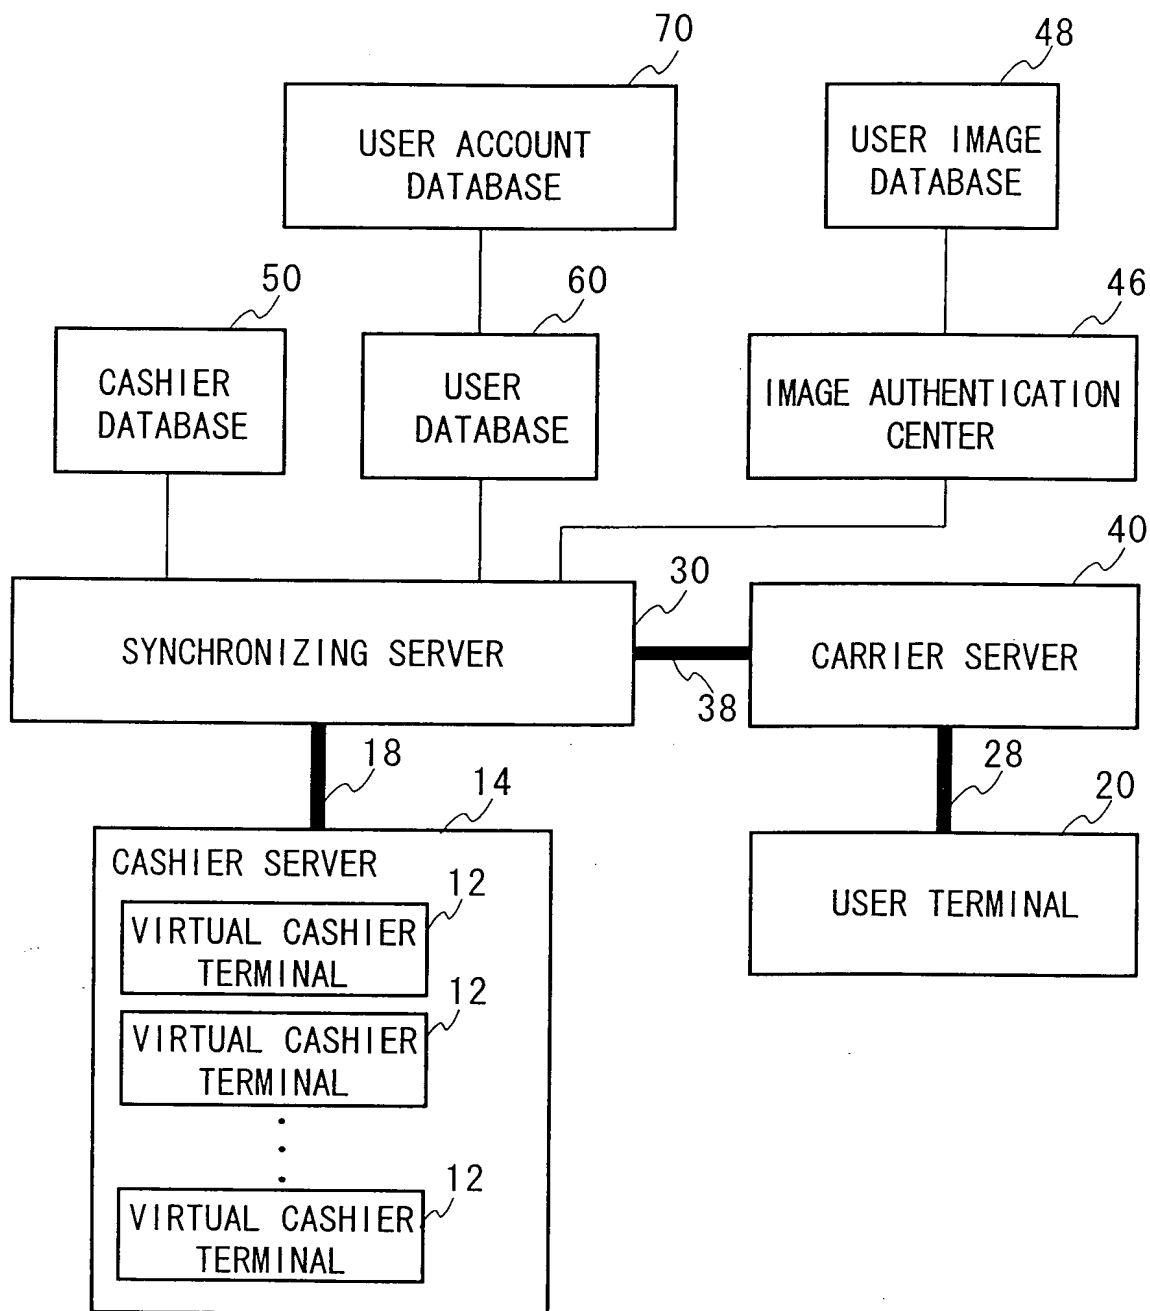 70
48
USER ACCOUNT
DATABASE
USER IMAGE
DATABASE
50
60
46
CASHIER
DATABASE
USER
DATABASE
IMAGE AUTHENTICATION
CENTER
40
30
SYNCHRONIZING SERVER
CARRIER SERVER
38
18
28
14
20
CASHIER SERVER
USER TERMINAL
12
VIRTUAL CASHIER
TERMINAL
12
VIRTUAL CASHIER
TERMINAL
12
VIRTUAL CASHIER
TERMINAL